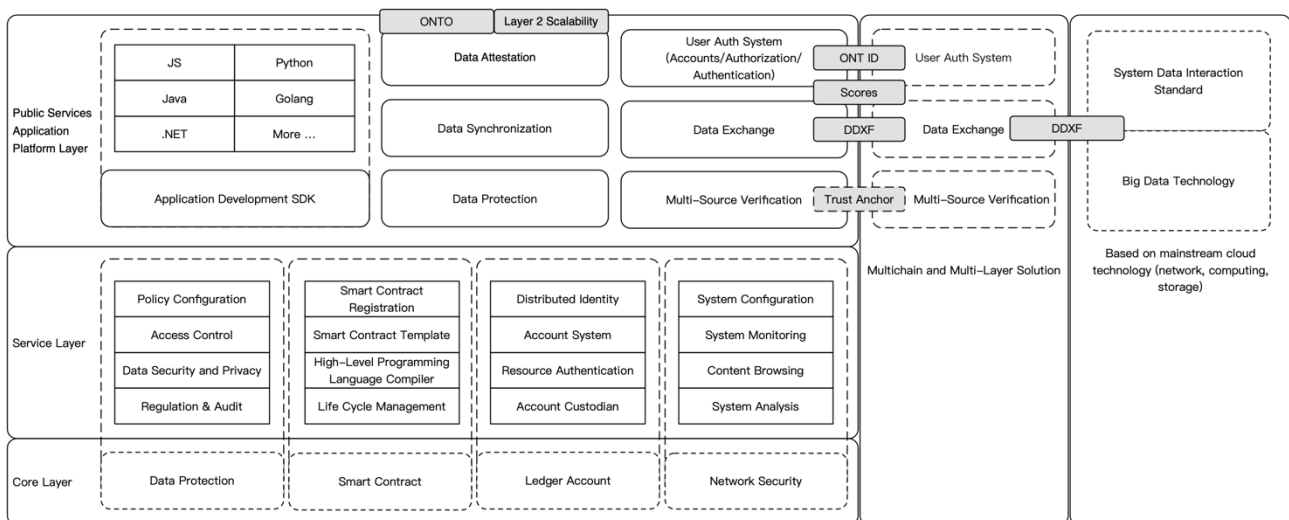 ONTO
Layer 2 Scalability
Public Services
Application
Platform Layer
JS
Python
Java
Golang
.NET
More ...
Application Development SDK
Data Attestation
Data Synchronization
Data Protection
User Auth System
(Accounts/Authorization/
Authentication)
Data Exchange
Multi-Source Verification
ONT ID
Scores
DDXF
Trust Anchor
User Auth System
Data Exchange
Multi-Source Verification
Multichain and Multi-Layer Solution
DDXF
System Data Interaction
Standard
Big Data Technology
Based on mainstream cloud
technology (network, computing,
storage)
Service Layer
Policy Configuration
Access Control
Data Security and Privacy
Regulation & Audit
Smart Contract
Registration
Smart Contract Template
High-Level Programming
Language Compiler
Life Cycle Management
Distributed Identity
Account System
Resource Authentication
Account Custodian
System Configuration
System Monitoring
Content Browsing
System Analysis
Core Layer
Data Protection
Smart Contract
Ledger Account
Network Security